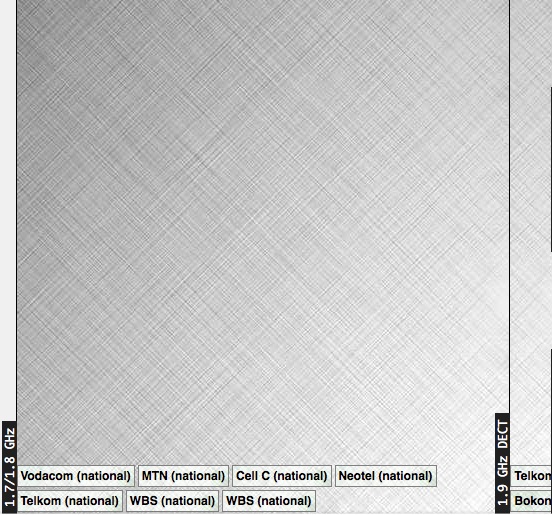 1.7/1.8 GHz
Vodacom (national) MTN (national) Cell C (national) Neotel (national)
Telkom (national) WBS (national) WBS (national)
1.9 GHz DECT
Telkom
Bokon